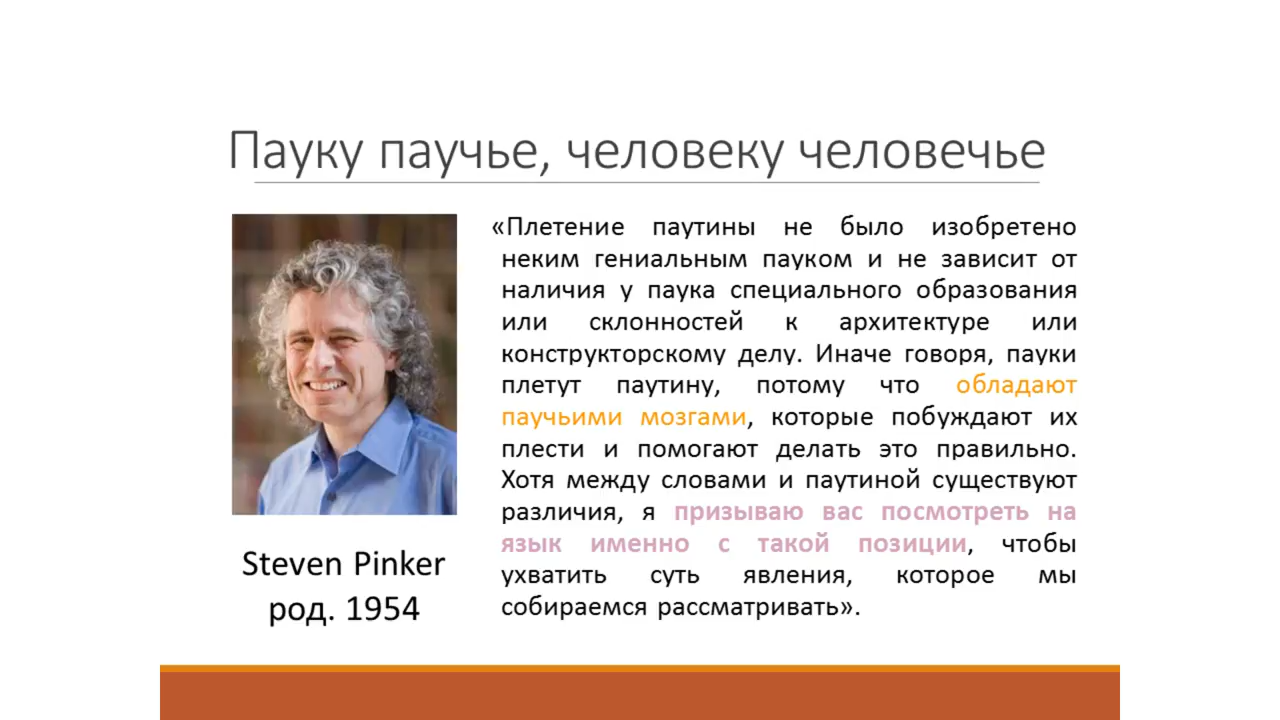 Пауку паучье, человеку человечье
«Плетение паутины не было изобретено
неким гениальным пауком и не зависит от
наличия у паука специального образования
или склонностей к архитектуре или
конструкторскому делу. Иначе говоря, пауки
плетут паутину, потому что обладают
паучьими мозгами, которые побуждают их
плести и помогают делать это правильно.
Хотя между словами и паутиной существуют
различия, я призываю вас посмотреть на
язык именно с такой позиции, чтобы
ухватить суть явления, которое мы
собираемся рассматривать».
Steven Pinker
род. 1954